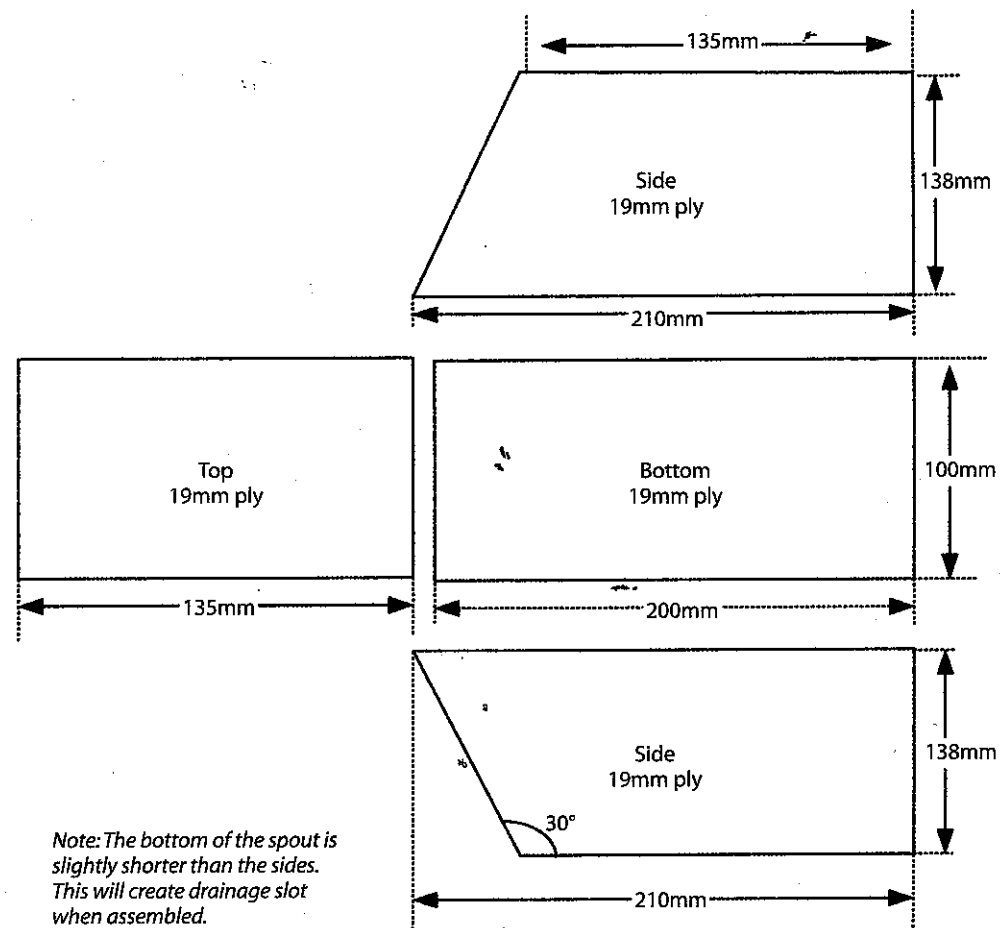 135mm
Side
19mm ply
138mm
210mm
Top
19mm ply
Bottom
19mm ply
100mm
135mm
200mm
Side
19mm ply
138mm
30°
Note: The bottom of the spout is
slightly shorter than the sides.
This will create drainage slot
when assembled.
210mm